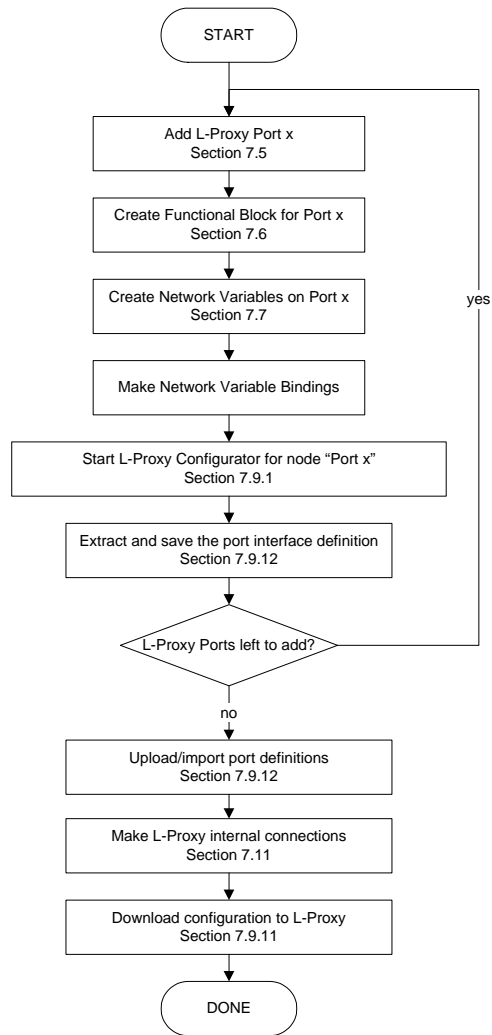 START
Add L-Proxy Port x
Section 7.5
Create Functional Block for Port x
Section 7.6
Create Network Variables on Port x
Section 7.7
yes
Make Network Variable Bindings
Start L-Proxy Configurator for node “Port x”
Section 7.9.1
Extract and save the port interface definition
Section 7.9.12
L-Proxy Ports left to add?
no
Upload/import port definitions
Section 7.9.12
Make L-Proxy internal connections
Section 7.11
Download configuration to L-Proxy
Section 7.9.11
DONE